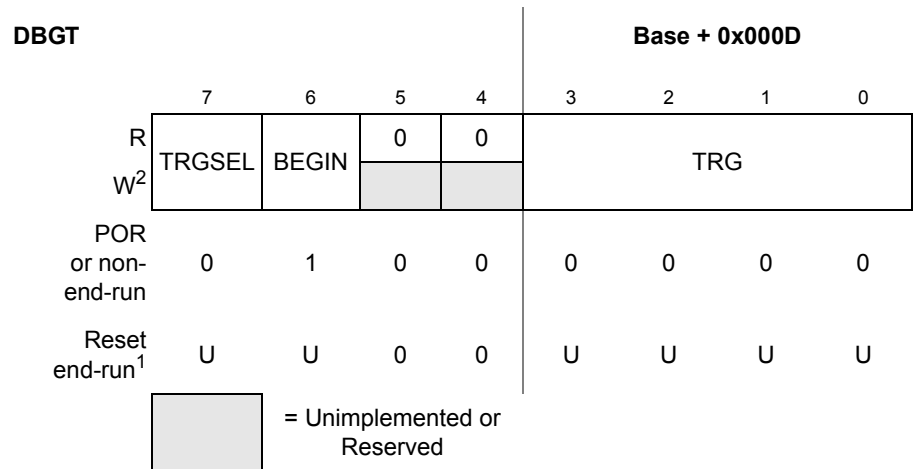 DBGT Base + 0x000D
7 6 5 4 3 2 1 0
R TRGSEL BEGIN 0 0 TRG
W2
POR
or non-
end-run 0 1 0 0 0 0 0 0
Reset
end-run1 U U 0 0 U U U U
= Unimplemented or
Reserved